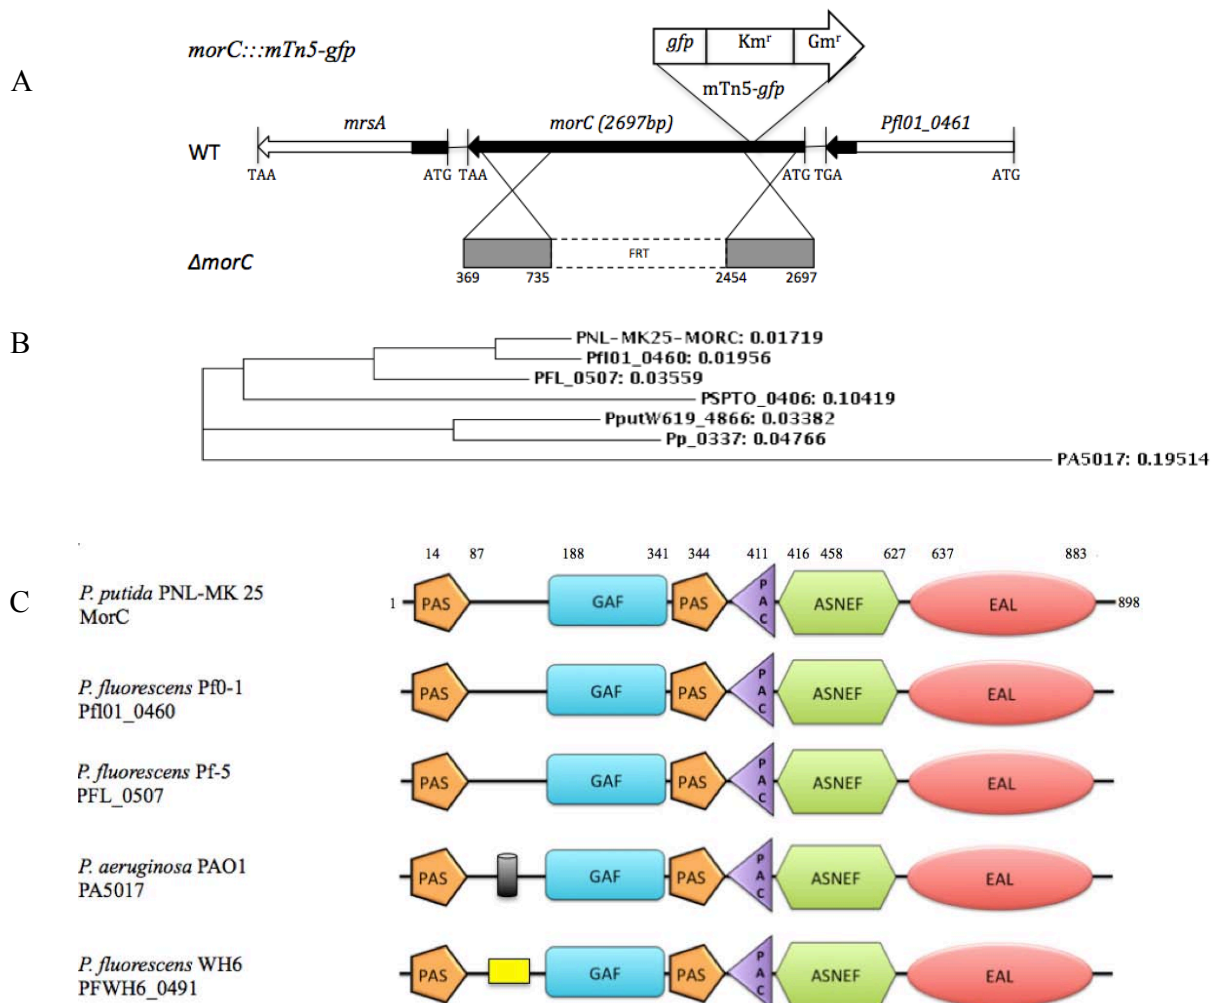 A
morC:::mTn5-gfp
gfp Kmʳ Gmʳ
mTn5-gfp
mrsA morC (2697bp) Pfl01_0461
WT
TAA ATG TAA ATG TGA ATG
FRT
ΔmorC
369 735 2454 2697
B
PNL-MK25-MORC: 0.01719
Pfl01_0460: 0.01956
PFL_0507: 0.03559
PSPTO_0406: 0.10419
PputW619_4866: 0.03382
Pp_0337: 0.04766
PA5017: 0.19514
14 87 188 341 344 411 416 458 627 637 883
C
P. putida PNL-MK 25
MorC
1 PAS GAF PAS PAC ASNEF EAL 898
P. fluorescens Pf0-1
Pfl01_0460
PAS GAF PAS PAC ASNEF EAL
P. fluorescens Pf-5
PFL_0507
PAS GAF PAS PAC ASNEF EAL
P. aeruginosa PAO1
PA5017
PAS GAF PAS PAC ASNEF EAL
P. fluorescens WH6
PFWH6_0491
PAS GAF PAS PAC ASNEF EAL